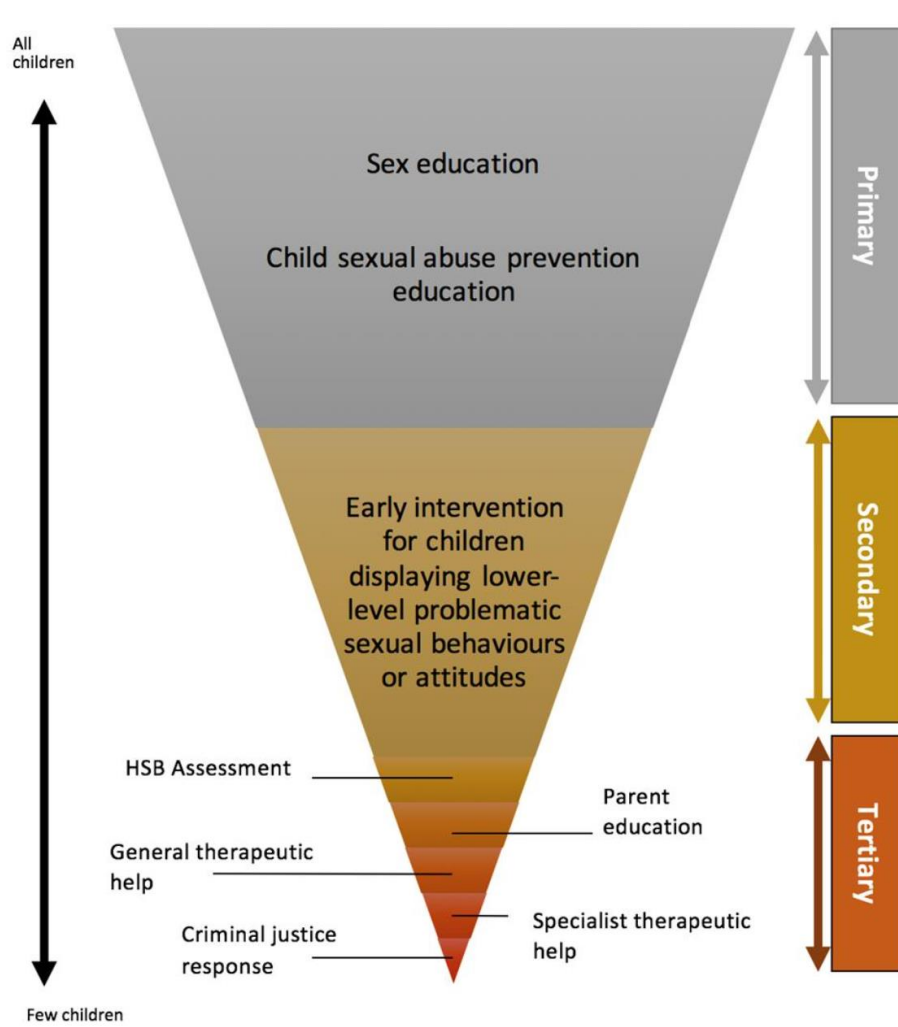 All
children
Sex education
Child sexual abuse prevention
education
Primary
Early intervention
for children
displaying lower-
level problematic
sexual behaviours
or attitudes
Secondary
HSB Assessment
Parent
education
General therapeutic
help
Specialist therapeutic
help
Criminal justice
response
Tertiary
Few children